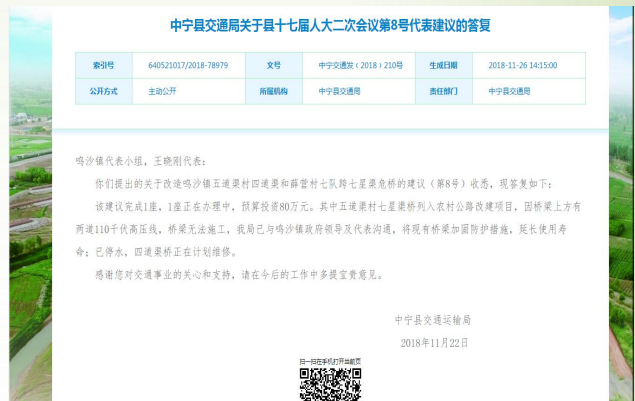 中宁县交通局关于县十七届人大二次会议第8号代表建议的答复
索引号 640521017/2018-78979 文号 中宁交通发﹝2018﹞210号 生成日期 2018-11-26 14:15:00
公开方式 主动公开 所属机构 中宁县交通局 责任部门 中宁县交通局
鸣沙镇代表小组，王晓刚代表：
你们提出的关于改造鸣沙镇五道渠村四道渠和薛营村七队跨七星渠危桥的建议（第8号）收悉，现答复如下：
该建议完成1座，1座正在办理中，预算投资80万元。其中五道渠村七星渠桥列入农村公路改建项目，因桥梁上方有
两道110千伏高压线，桥梁无法施工，我局已与鸣沙镇政府领导及代表沟通，将现有桥梁加固防护措施，延长使用寿
命；已停水，四道渠桥正在计划维修。
感谢您对交通事业的关心和支持，请在今后的工作中多提宝贵意见。
中宁县交通运输局
2018年11月22日
扫一扫在手机打开当前页